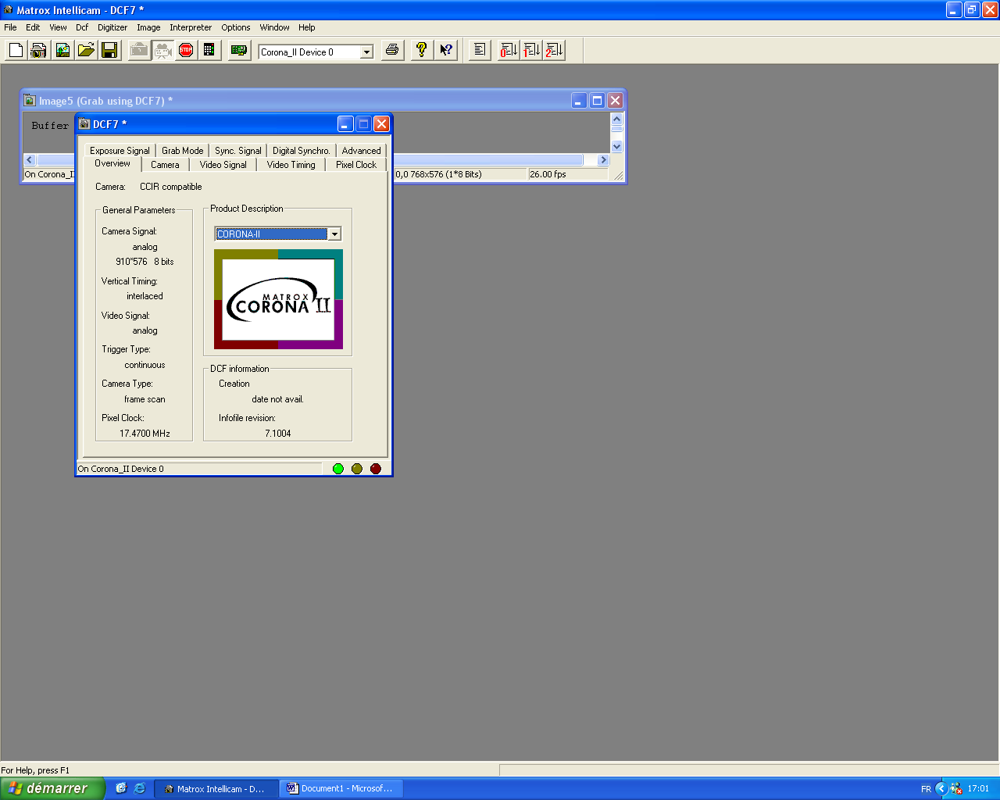 Matrox Intellicam - DCF7 *
File Edit View Dcf Digitizer Image Interpreter Options Window Help
STOP Corona_II Device 0 ? ? 0 1 2
Image5 (Grab using DCF7) *
Buffer
On Corona_I 0,0 768x576 (1*8 Bits) 26.00 fps
DCF7 *
Exposure Signal Grab Mode Sync. Signal Digital Synchro. Advanced
Overview Camera Video Signal Video Timing Pixel Clock
Camera: CCIR compatible
General Parameters
Camera Signal:
analog
910*576 8 bits
Vertical Timing:
interlaced
Video Signal:
analog
Trigger Type:
continuous
Camera Type:
frame scan
Pixel Clock:
17.4700 MHz
Product Description
CORONA-II
MATROX
CORONA II
DCF information
Creation
date not avail.
Infofile revision:
7.1004
On Corona_II Device 0
For Help, press F1
démarrer Matrox Intellicam - D... Document1 - Microsof... FR 17:01